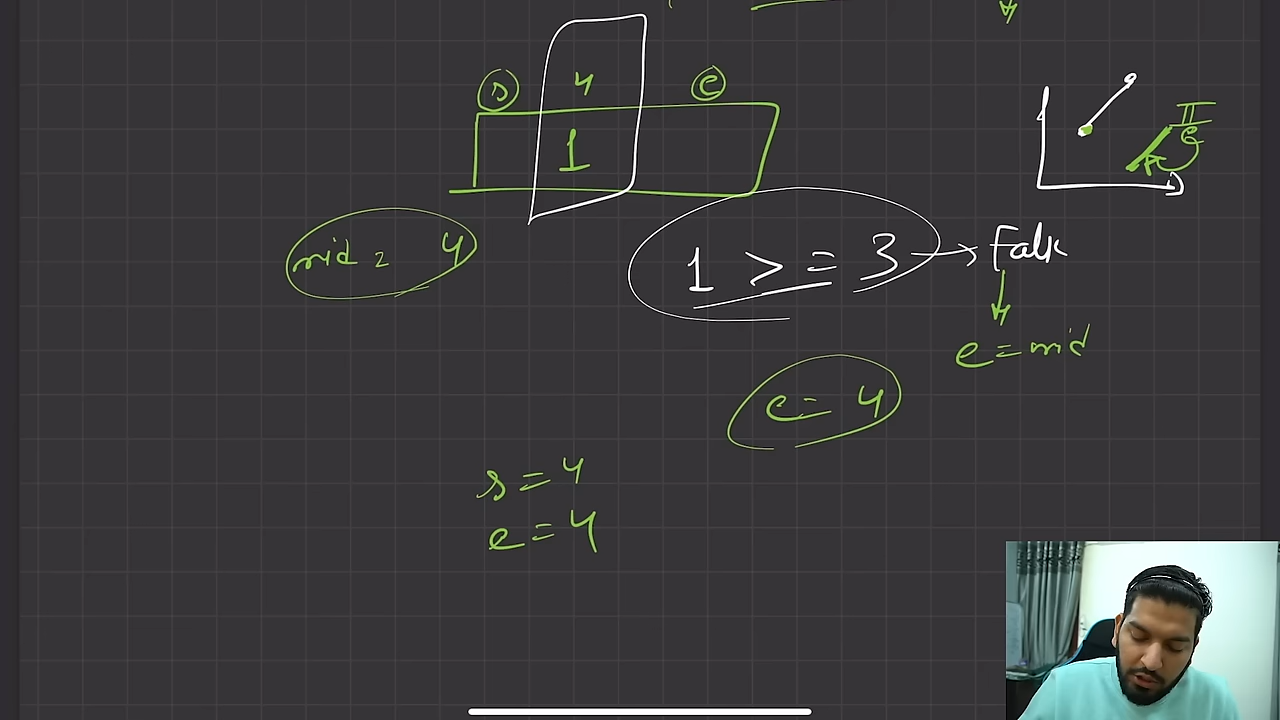 s 4 e
1
mid = 4
1 >= 3 → False
e = mid
e = 4
s = 4
e = 4